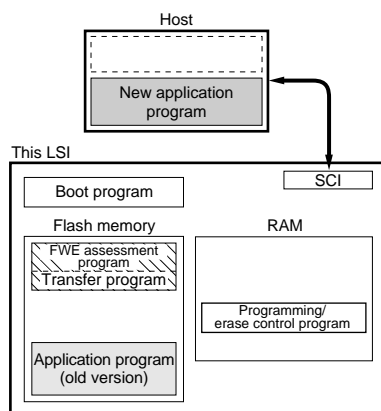 Host
New application
program
This LSI
SCI
Boot program
Flash memory
RAM
FWE assessment
program
Transfer program
Programming/
erase control program
Application program
(old version)